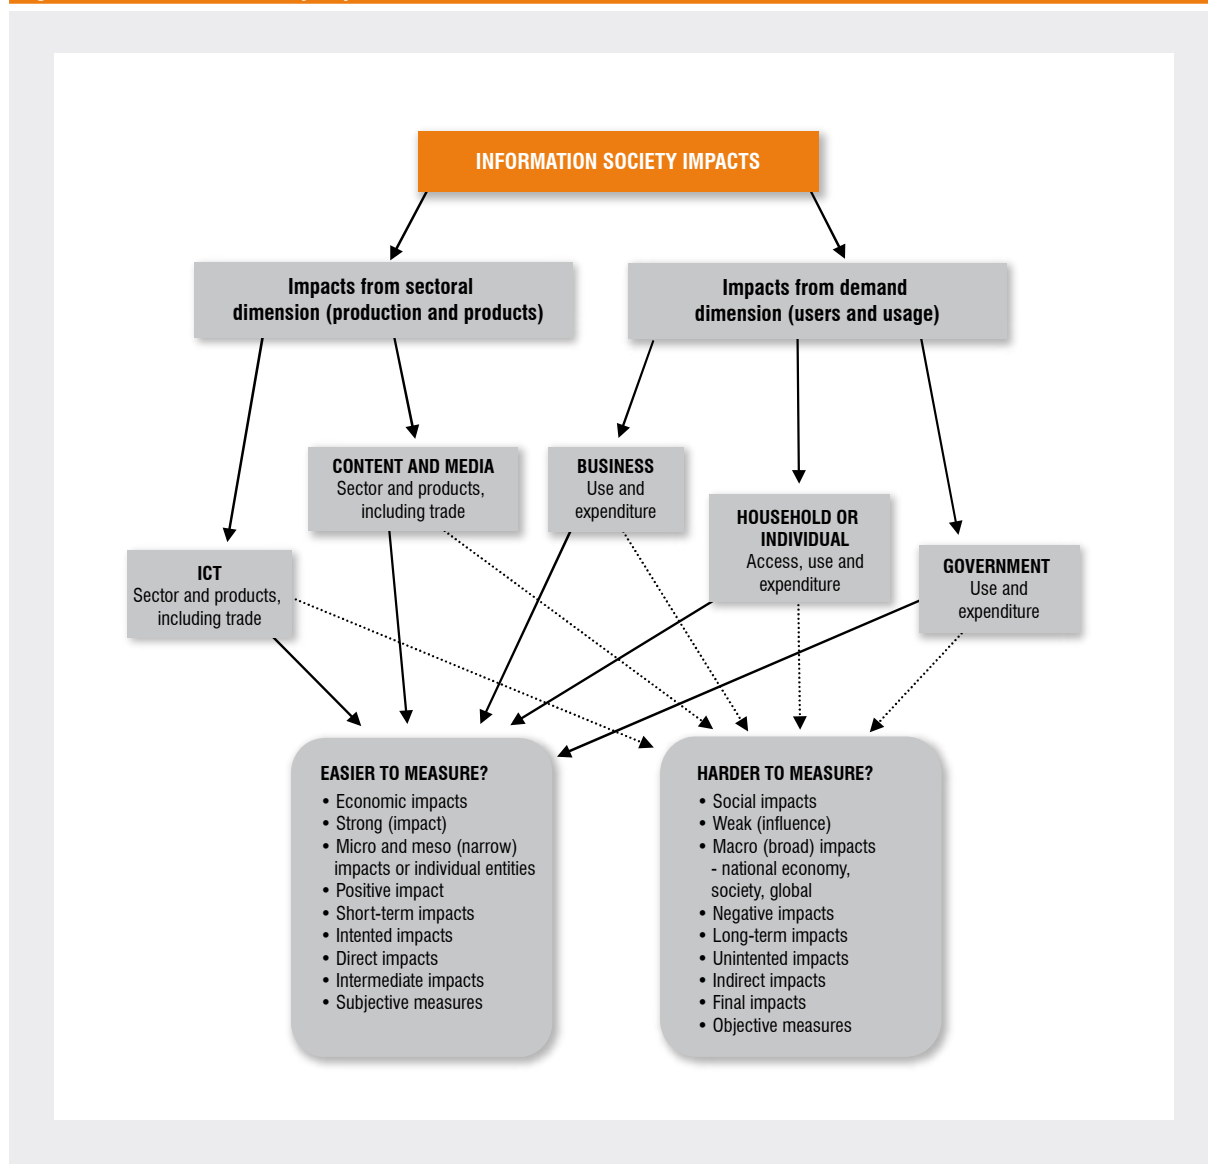 INFORMATION SOCIETY IMPACTS
Impacts from sectoral
dimension (production and products)
Impacts from demand
dimension (users and usage)
CONTENT AND MEDIA
Sector and products,
including trade
BUSINESS
Use and
expenditure
HOUSEHOLD OR
INDIVIDUAL
Access, use and
expenditure
ICT
Sector and products,
including trade
GOVERNMENT
Use and
expenditure
EASIER TO MEASURE?
• Economic impacts
• Strong (impact)
• Micro and meso (narrow)
impacts or individual entities
• Positive impact
• Short-term impacts
• Intented impacts
• Direct impacts
• Intermediate impacts
• Subjective measures
HARDER TO MEASURE?
• Social impacts
• Weak (influence)
• Macro (broad) impacts
- national economy,
society, global
• Negative impacts
• Long-term impacts
• Unintented impacts
• Indirect impacts
• Final impacts
• Objective measures